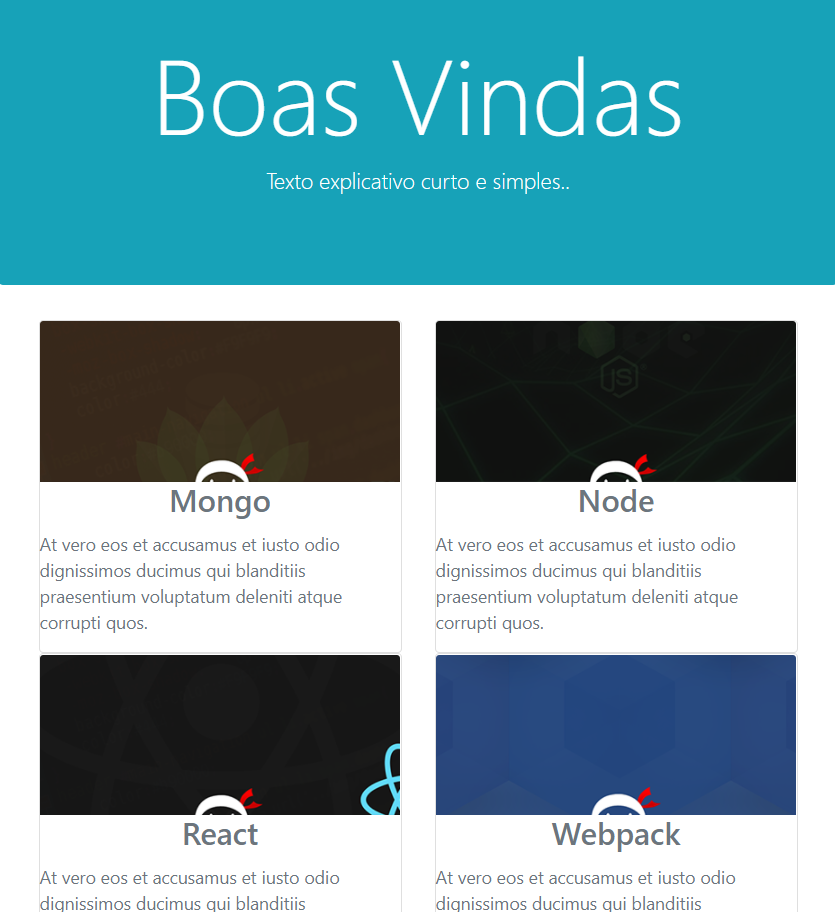 Boas Vindas
Texto explicativo curto e simples..
Mongo
At vero eos et accusamus et iusto odio
dignissimos ducimus qui blanditiis
praesentium voluptatum deleniti atque
corrupti quos.
node
JS
Node
At vero eos et accusamus et iusto odio
dignissimos ducimus qui blanditiis
praesentium voluptatum deleniti atque
corrupti quos.
React
At vero eos et accusamus et iusto odio
dignissimos ducimus qui blanditiis
Webpack
At vero eos et accusamus et iusto odio
dignissimos ducimus qui blanditiis